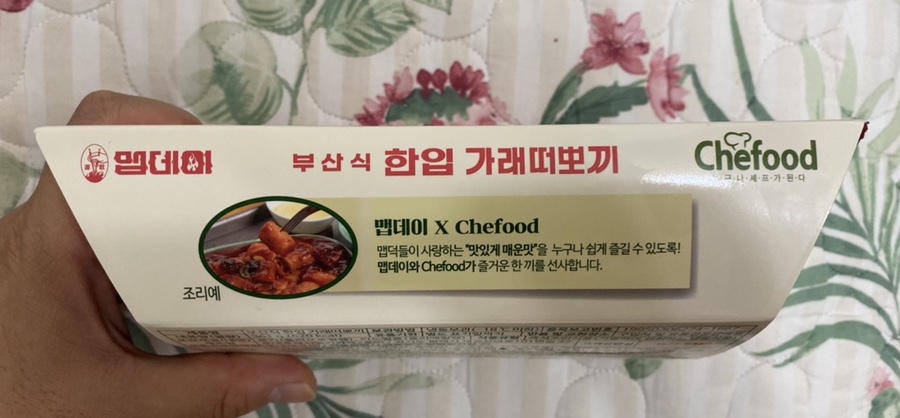 맵데이
부산식 한입 가래떠뽀끼
Chefood
맵데이 X Chefood
맵덕들이 사랑하는 "맛있게 매운맛"을 누구나 쉽게 즐길 수 있도록!
맵데이와 Chefood가 즐거운 한 끼를 선사합니다.
조리예